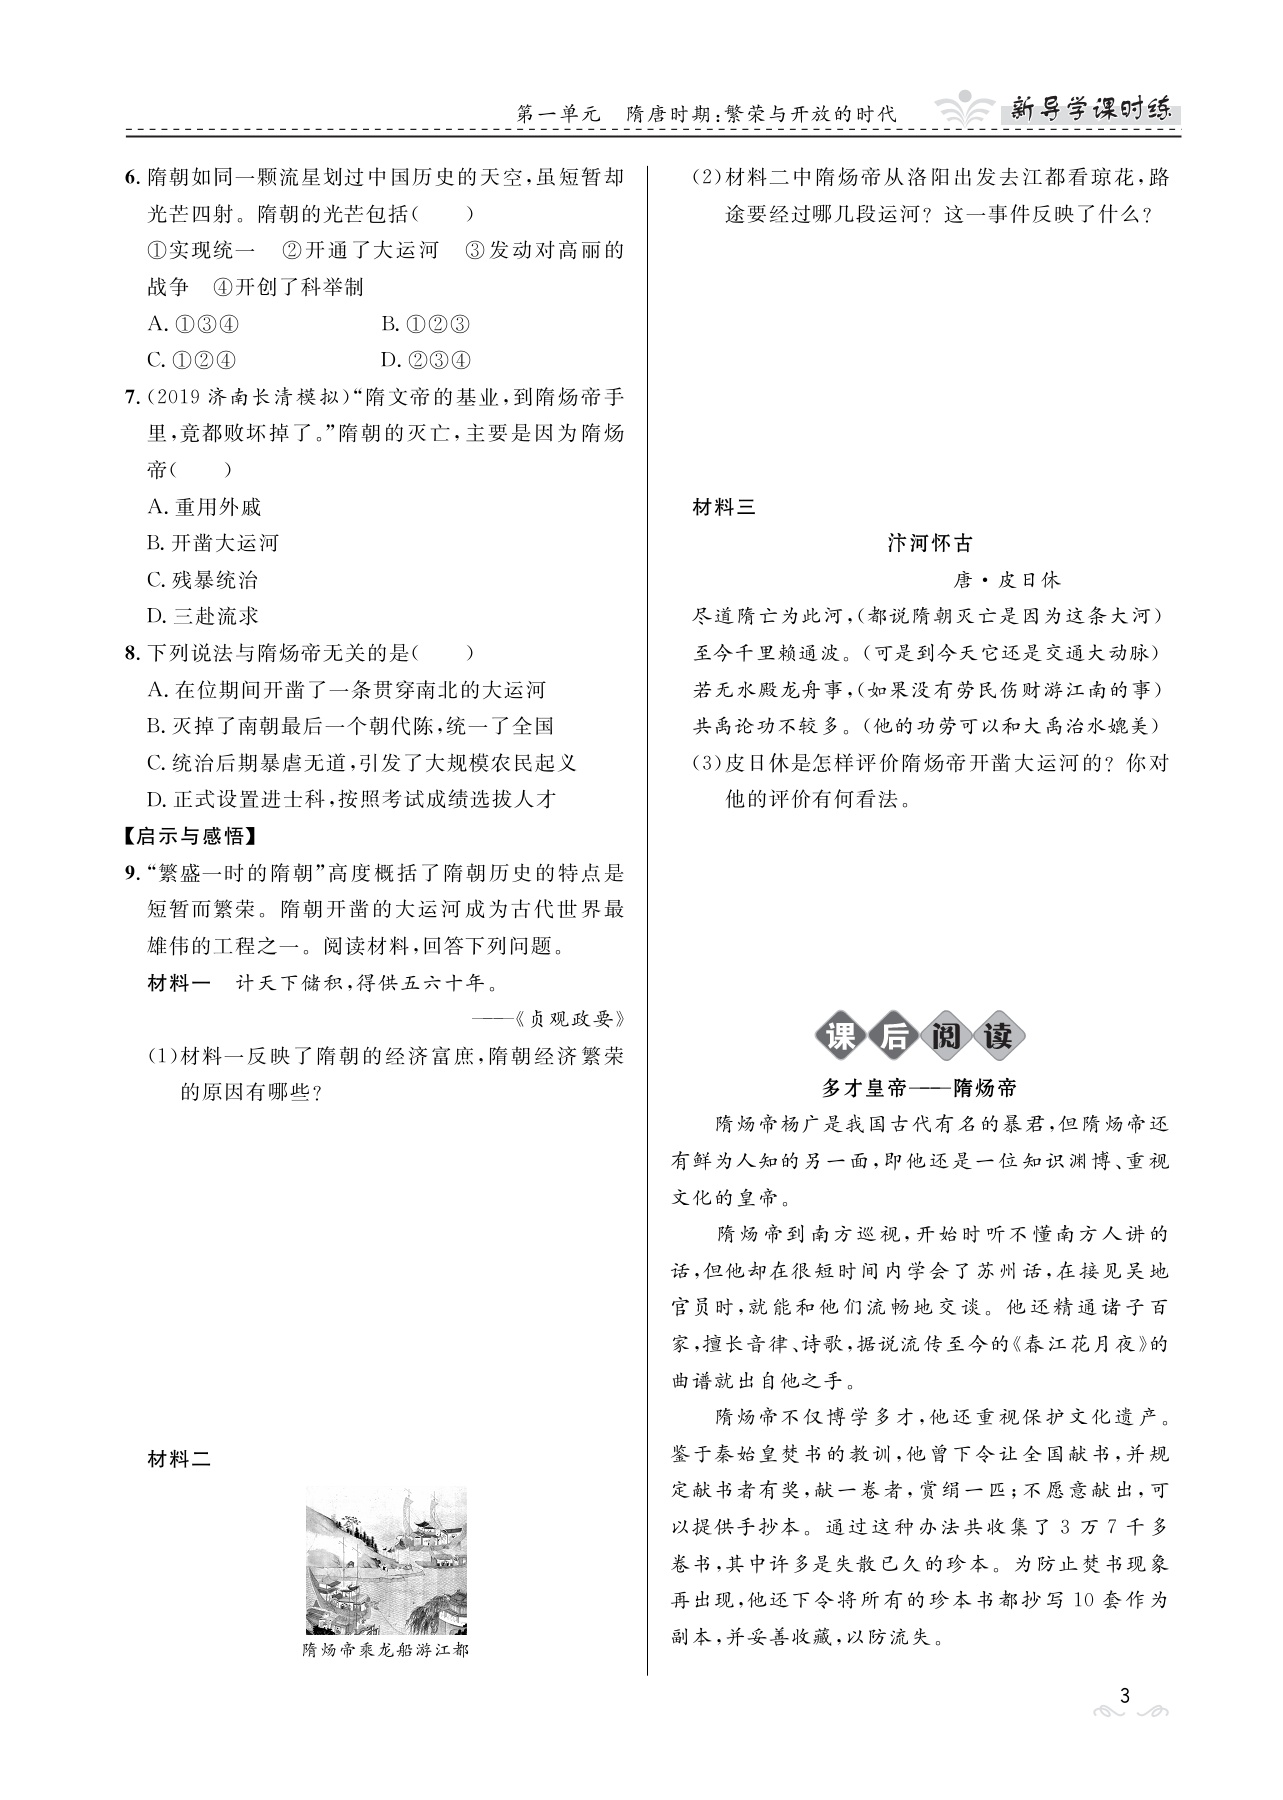 第一单元　隋唐时期:繁荣与开放的时代
新导学课时练
6.隋朝如同一颗流星划过中国历史的天空,虽短暂却
光芒四射。隋朝的光芒包括(　　)
①实现统一　②开通了大运河　③发动对高丽的
战争　④开创了科举制
A.①③④　　B.①②③
C.①②④　　D.②③④
7.(2019 济南长清模拟)“隋文帝的基业,到隋炀帝手
里,竟都败坏掉了。”隋朝的灭亡,主要是因为隋炀
帝(　　)
A.重用外戚
B.开凿大运河
C.残暴统治
D.三赴流求
8.下列说法与隋炀帝无关的是(　　)
A.在位期间开凿了一条贯穿南北的大运河
B.灭掉了南朝最后一个朝代陈,统一了全国
C.统治后期暴虐无道,引发了大规模农民起义
D.正式设置进士科,按照考试成绩选拔人才
【启示与感悟】
9.“繁盛一时的隋朝”高度概括了隋朝历史的特点是
短暂而繁荣。隋朝开凿的大运河成为古代世界最
雄伟的工程之一。阅读材料,回答下列问题。
材料一　计天下储积,得供五六十年。
——《贞观政要》
(1)材料一反映了隋朝的经济富庶,隋朝经济繁荣
的原因有哪些?
材料二
隋炀帝乘龙船游江都
(2)材料二中隋炀帝从洛阳出发去江都看琼花,路
途要经过哪几段运河? 这一事件反映了什么?
材料三
汴河怀古
唐·皮日休
尽道隋亡为此河,(都说隋朝灭亡是因为这条大河)
至今千里赖通波。(可是到今天它还是交通大动脉)
若无水殿龙舟事,(如果没有劳民伤财游江南的事)
共禹论功不较多。(他的功劳可以和大禹治水媲美)
(3)皮日休是怎样评价隋炀帝开凿大运河的? 你对
他的评价有何看法。
课后阅读
多才皇帝——隋炀帝
隋炀帝杨广是我国古代有名的暴君,但隋炀帝还
有鲜为人知的另一面,即他还是一位知识渊博、重视
文化的皇帝。
隋炀帝到南方巡视,开始时听不懂南方人讲的
话,但他却在很短时间内学会了苏州话,在接见吴地
官员时,就能和他们流畅地交谈。他还精通诸子百
家,擅长音律、诗歌,据说流传至今的《春江花月夜》的
曲谱就出自他之手。
隋炀帝不仅博学多才,他还重视保护文化遗产。
鉴于秦始皇焚书的教训,他曾下令让全国献书,并规
定献书者有奖,献一卷者,赏绢一匹;不愿意献出,可
以提供手抄本。通过这种办法共收集了 3 万 7 千多
卷书,其中许多是失散已久的珍本。为防止焚书现象
再出现,他还下令将所有的珍本书都抄写 10 套作为
副本,并妥善收藏,以防流失。
3